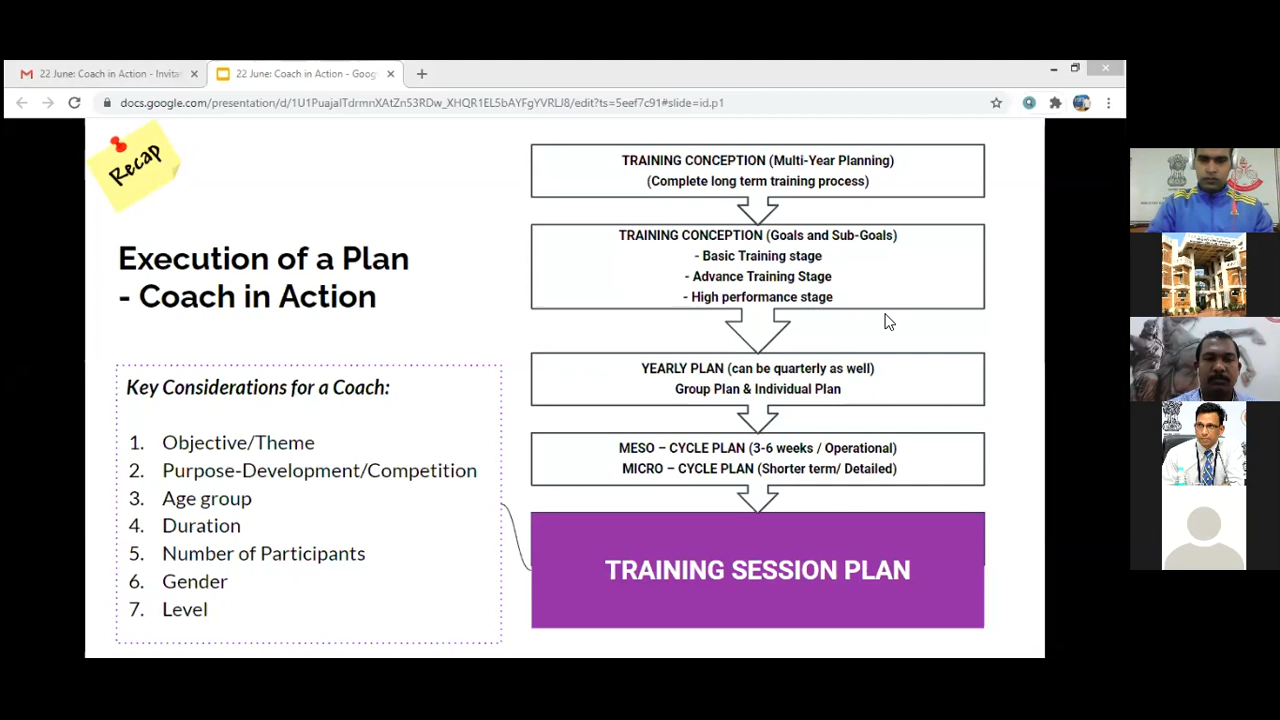 22 June: Coach in Action - Invita
22 June: Coach in Action - Goog
docs.google.com/presentation/d/1U1PuajaITdrmnXAtZn53RDw_XHQR1EL5bAYFgYVRLJ8/edit?ts=5eef7c91#slide=id.p1
Recap
Execution of a Plan
- Coach in Action
Key Considerations for a Coach:
1. Objective/Theme
2. Purpose-Development/Competition
3. Age group
4. Duration
5. Number of Participants
6. Gender
7. Level
TRAINING CONCEPTION (Multi-Year Planning)
(Complete long term training process)
TRAINING CONCEPTION (Goals and Sub-Goals)
- Basic Training stage
- Advance Training Stage
- High performance stage
YEARLY PLAN (can be quarterly as well)
Group Plan & Individual Plan
MESO – CYCLE PLAN (3-6 weeks / Operational)
MICRO – CYCLE PLAN (Shorter term/ Detailed)
TRAINING SESSION PLAN